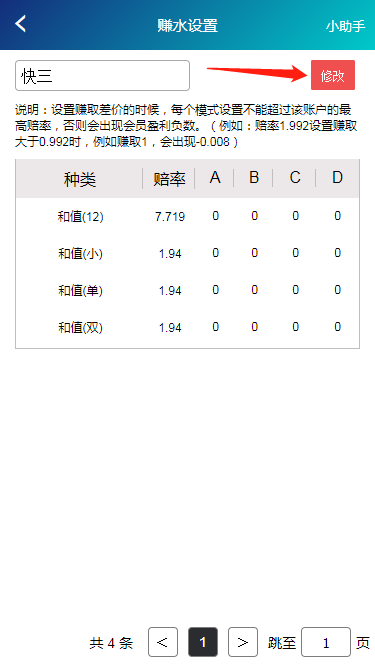 赚水设置 小助手
快三 修改
说明：设置赚取差价的时候，每个模式设置不能超过该账户的最
高赔率，否则会出现会员盈利负数。（例如：赔率1.992设置赚取
大于0.992时，例如赚取1，会出现-0.008）
种类 赔率 A B C D
和值(12) 7.719 0 0 0 0
和值(小) 1.94 0 0 0 0
和值(单) 1.94 0 0 0 0
和值(双) 1.94 0 0 0 0
共 4 条 < 1 > 跳至 1 页